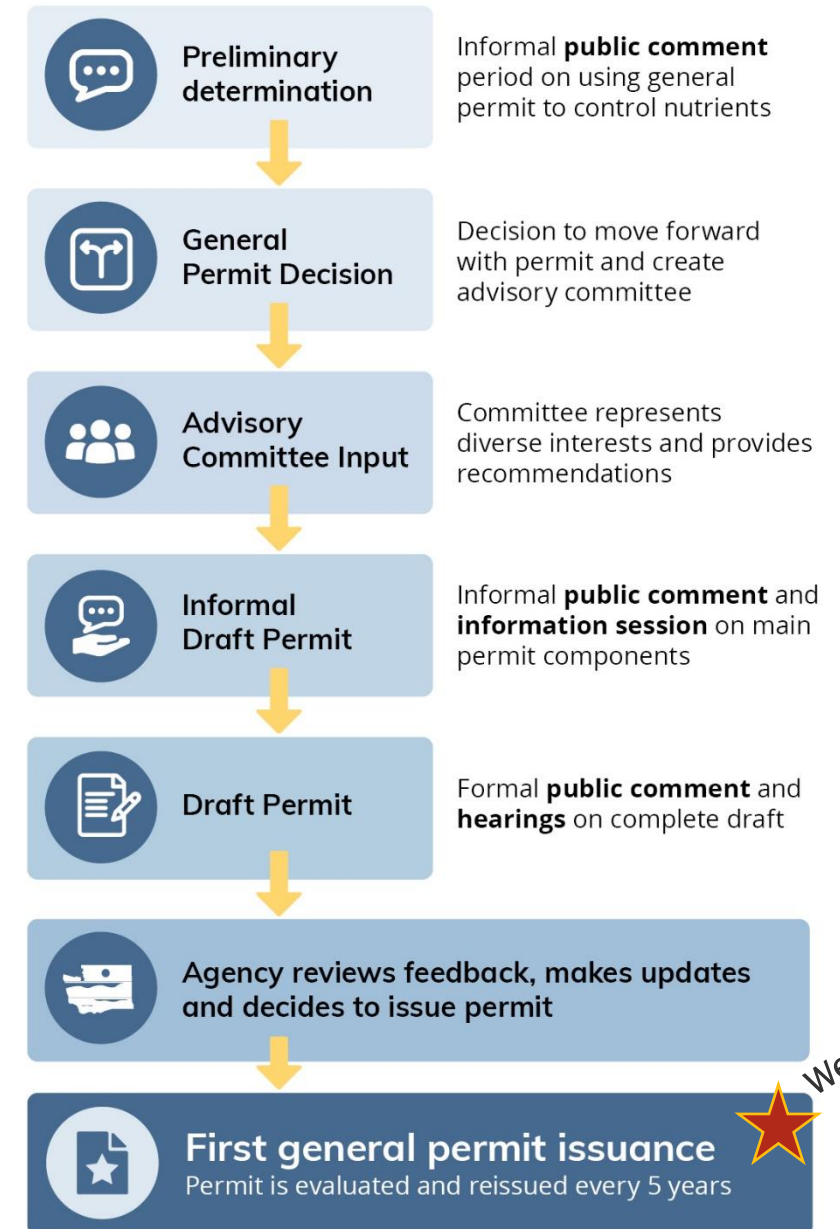 Preliminary
determination
Informal public comment
period on using general
permit to control nutrients
General
Permit Decision
Decision to move forward
with permit and create
advisory committee
Advisory
Committee Input
Committee represents
diverse interests and provides
recommendations
Informal
Draft Permit
Informal public comment and
information session on main
permit components
Draft Permit
Formal public comment and
hearings on complete draft
Agency reviews feedback, makes updates
and decides to issue permit
We
First general permit issuance
Permit is evaluated and reissued every 5 years